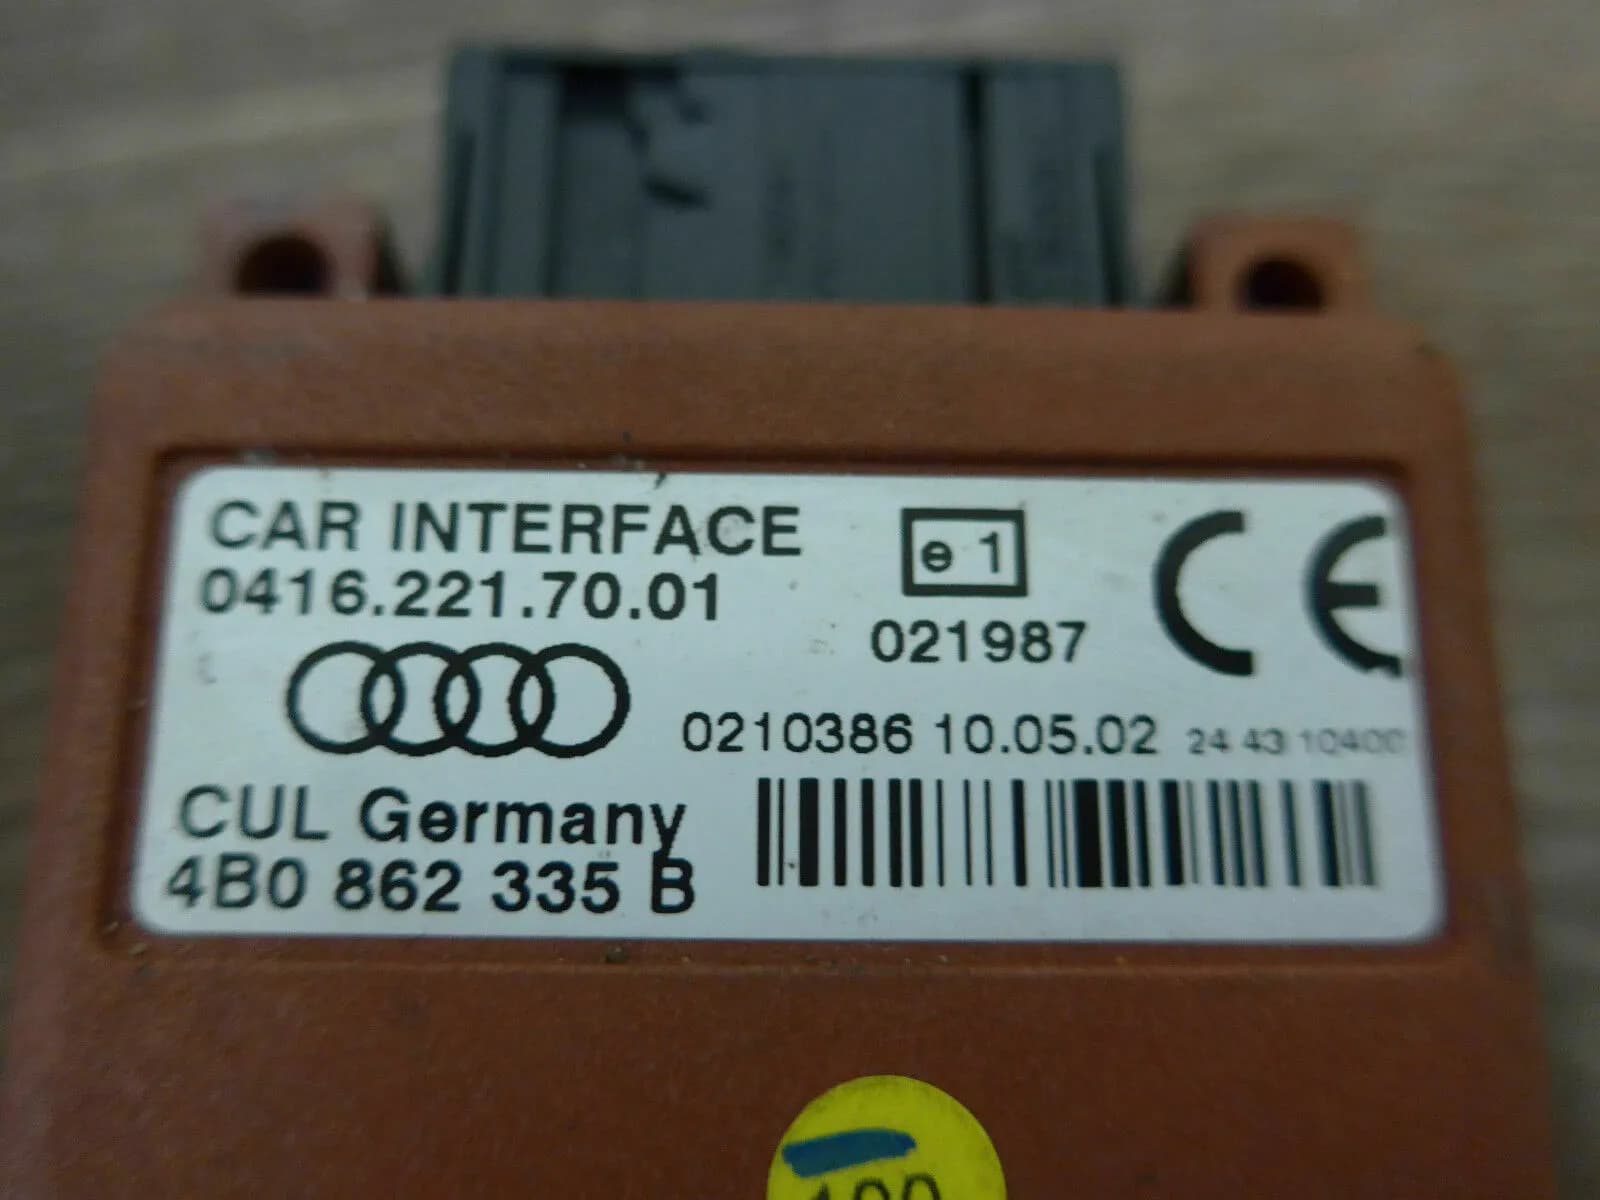 CAR INTERFACE
0416.221.70.01
e 1
021987
CE
0210386 10.05.02 24 43 10400
CUL Germany
4B0 862 335 B